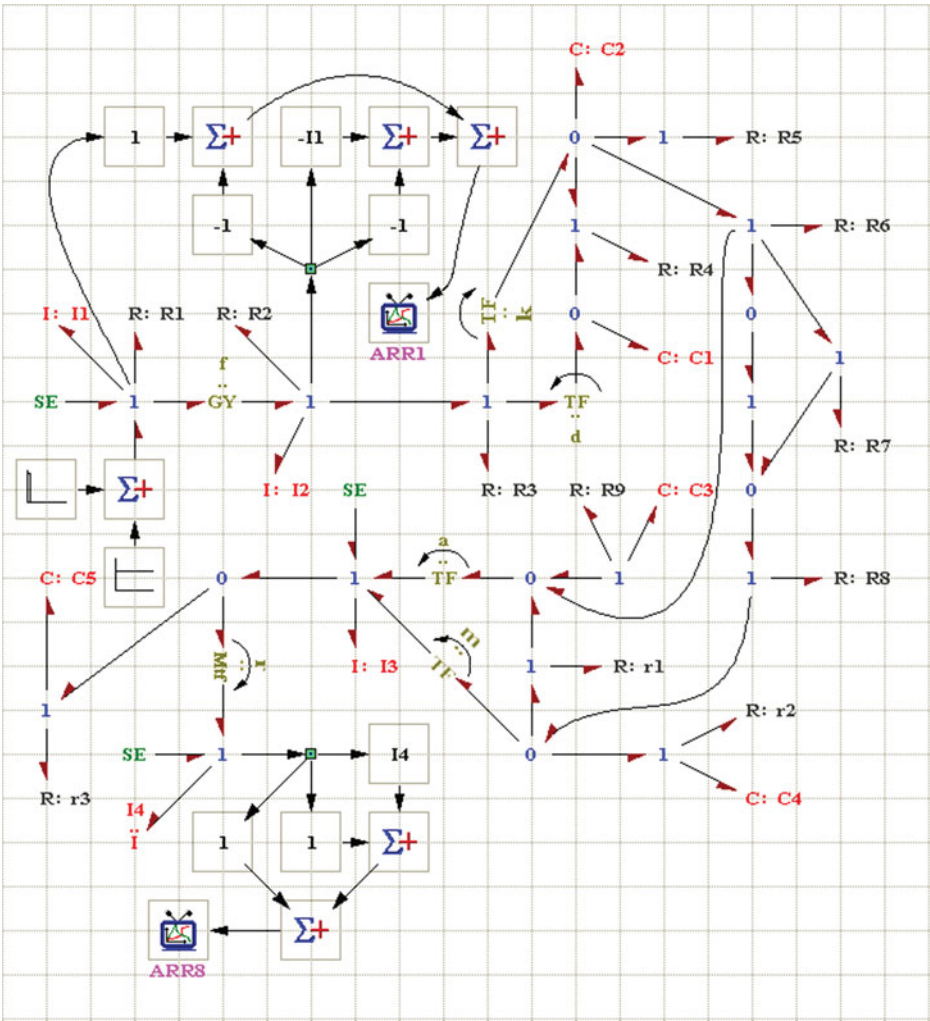 C: C2
1 Σ+ -I1 Σ+ Σ+ 0 1 R: R5
-1 -1 1 1 R: R6
R: R4
I: I1 R: R1 R: R2 TF : k 0 0
ARR1 C: C1 1
f
SE 1 : GY 1 1 TF 1
: d R: R7
Σ+ I: I2 SE R: R3 R: R9 C: C3 0
a
C: C5 0 1 : TF 0 1 1 R: R8
m
I: I3 TF : 1 R: r1
Mtf : r
1 R: r2
SE 1 I4 0 1
R: r3 C: C4
I4
: I 1 1 Σ+
Σ+
ARR8